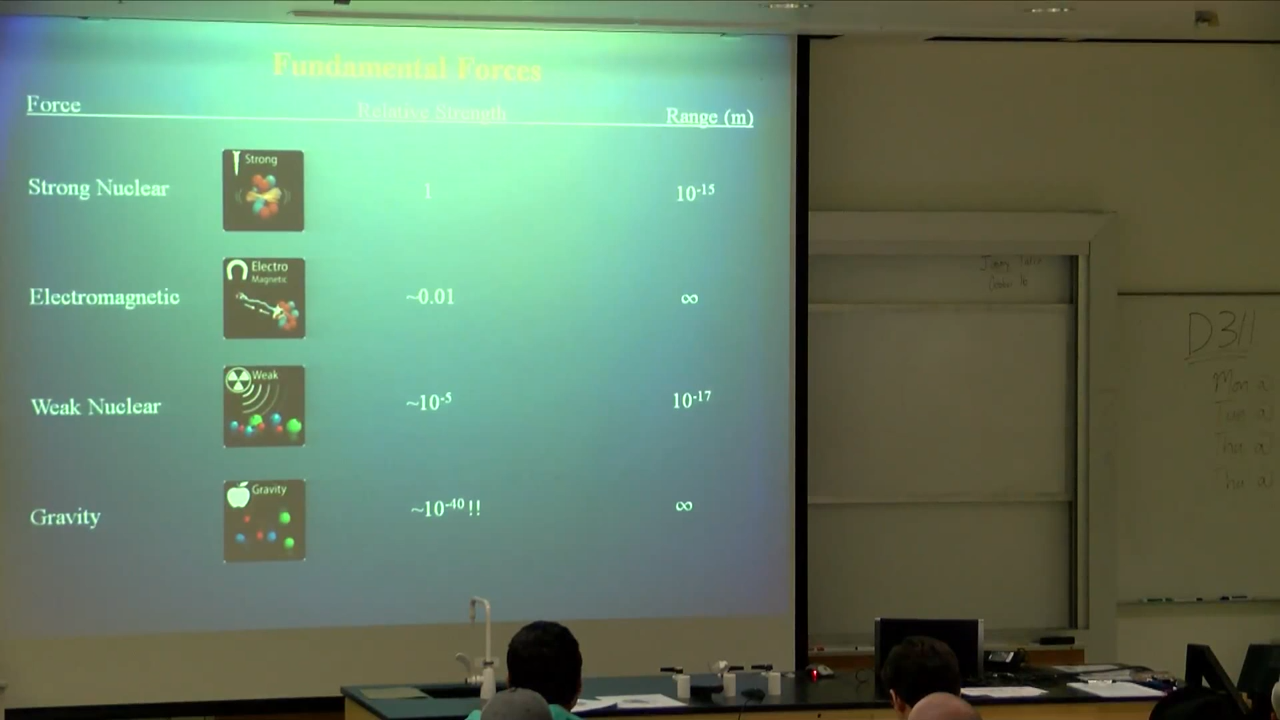 Fundamental Forces
Force Relative Strength Range (m)
Strong
Strong Nuclear 1 10⁻¹⁵
Electro
Magnetic
Electromagnetic ~0.01 ∞
Weak
Weak Nuclear ~10⁻⁵ 10⁻¹⁷
Gravity
Gravity ~10⁻⁴⁰ !! ∞
D311
Mon